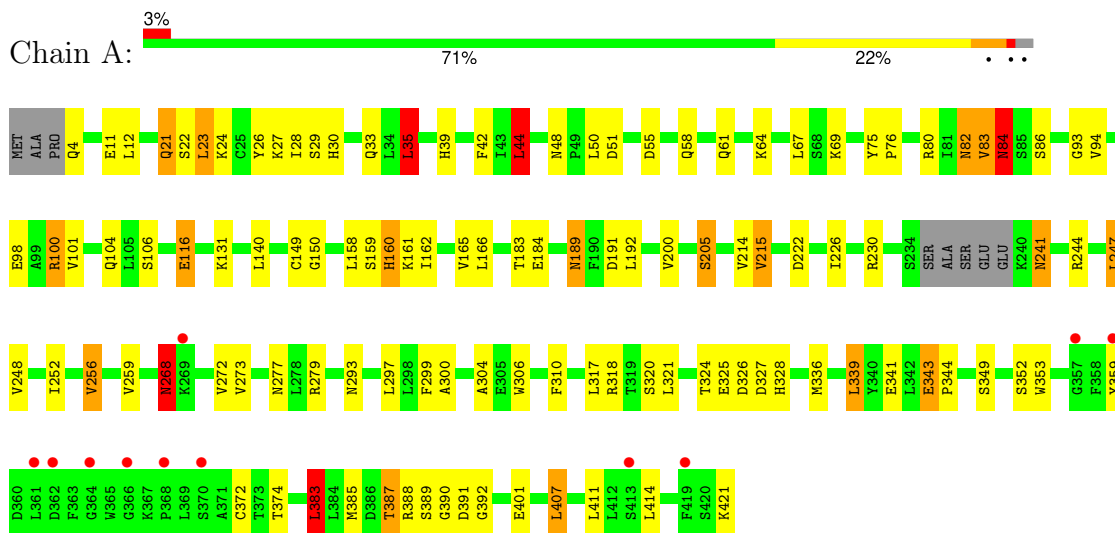 3%
Chain A:
71% 22% • • •
MET ALA PRO Q4 E11 L12 Q21 S22 L23 K24 C25 Y26 K27 I28 S29 H30 Q33 L34 L35 H39 F42 I43 L44 N48 P49 L50 D51 D55 Q58 Q61 K64 L67 S68 K69 Y75 P76 R80 I81 N82 V83 N84 S85 S86 G93 V94
E98 A99 R100 V101 Q104 L105 S106 E116 K131 L140 C149 G150 L158 S159 H160 K161 I162 V165 L166 T183 E184 N189 F190 D191 L192 V200 S205 V214 V215 D222 I226 R230 S234 SER ALA SER GLU GLU K240 N241 R244 L247
V248 I252 V256 V259 N268 K269 V272 V273 N277 L278 R279 N293 L297 L298 F299 A300 A304 E305 W306 F310 L317 R318 T319 S320 L321 T324 E325 D326 D327 H328 M336 L339 Y340 E341 L342 E343 P344 S349 S352 W353 G357 F358 Y359
D360 L361 D362 F363 G364 W365 G366 K367 P368 L369 S370 A371 C372 T373 T374 L383 L384 M385 D386 T387 R388 S389 G390 D391 G392 E401 L407 L411 L412 S413 L414 F419 S420 K421